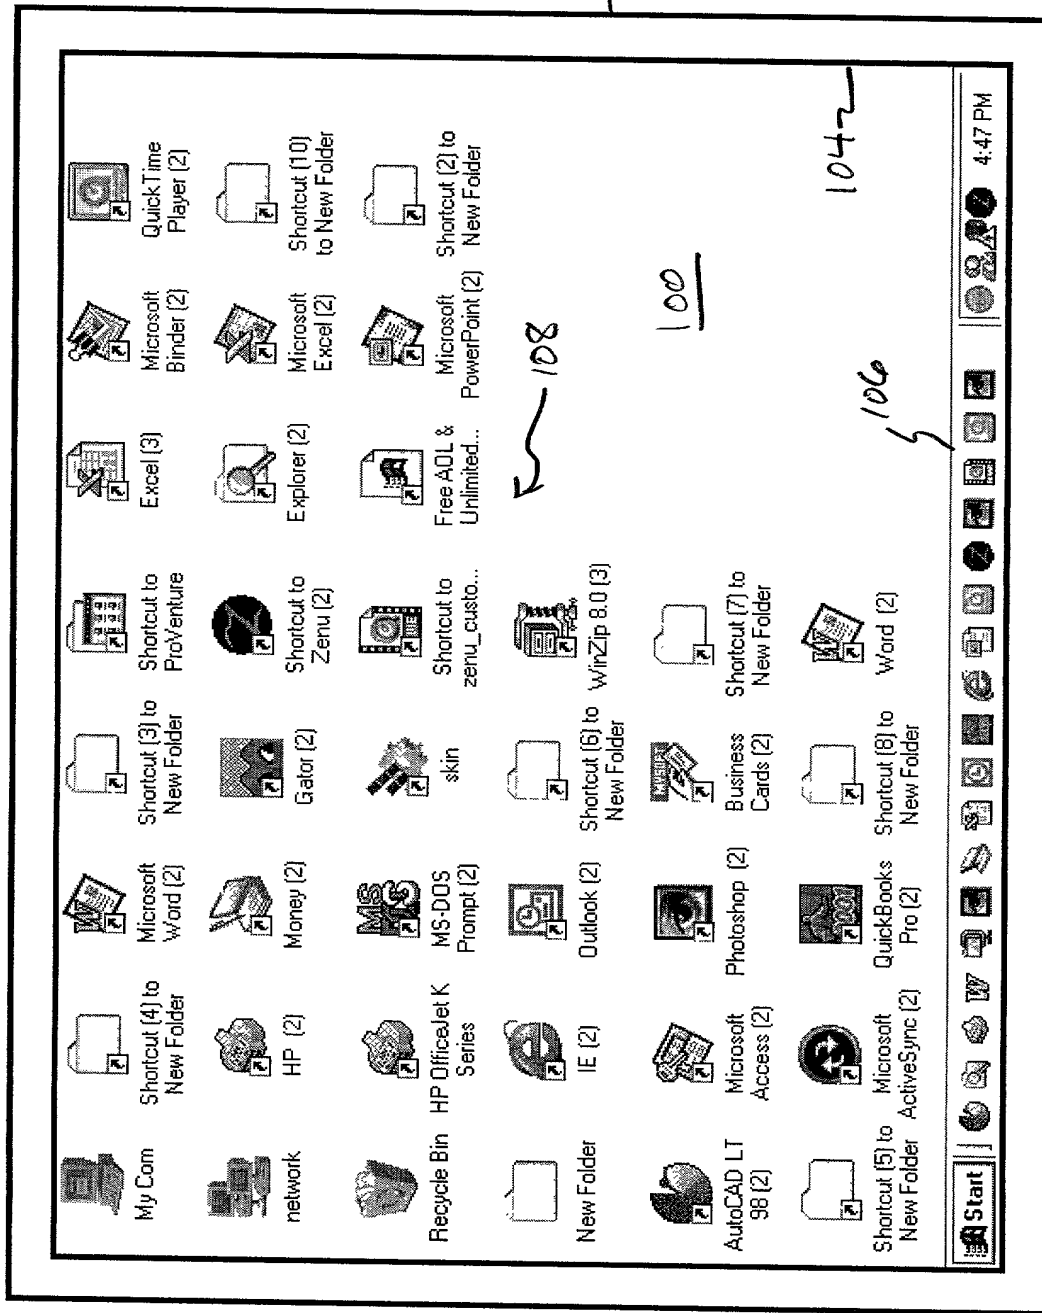 My Com
Shortcut (4) to
New Folder
Microsoft
Word (2)
Shortcut (3) to
New Folder
Shortcut to
ProVenture
Excel (3)
Microsoft
Binder (2)
QuickTime
Player (2)
network
HP (2)
Money (2)
Gator (2)
Shortcut to
Zenu (2)
Explorer (2)
Microsoft
Excel (2)
Shortcut (10)
to New Folder
Recycle Bin
HP OfficeJet K
Series
MS-DOS
Prompt (2)
skin
Shortcut to
zenu_custo...
Free AOL &
Unlimited...
Microsoft
PowerPoint (2)
Shortcut (2) to
New Folder
New Folder
IE (2)
Outlook (2)
Shortcut (6) to
New Folder
WinZip 8.0 (3)
108
AutoCAD LT
98 (2)
Microsoft
Access (2)
Photoshop (2)
Business
Cards (2)
Shortcut (7) to
New Folder
100
Shortcut (5) to
New Folder
Microsoft
ActiveSync (2)
QuickBooks
Pro (2)
Shortcut (8) to
New Folder
Word (2)
106
104
Start
4:47 PM